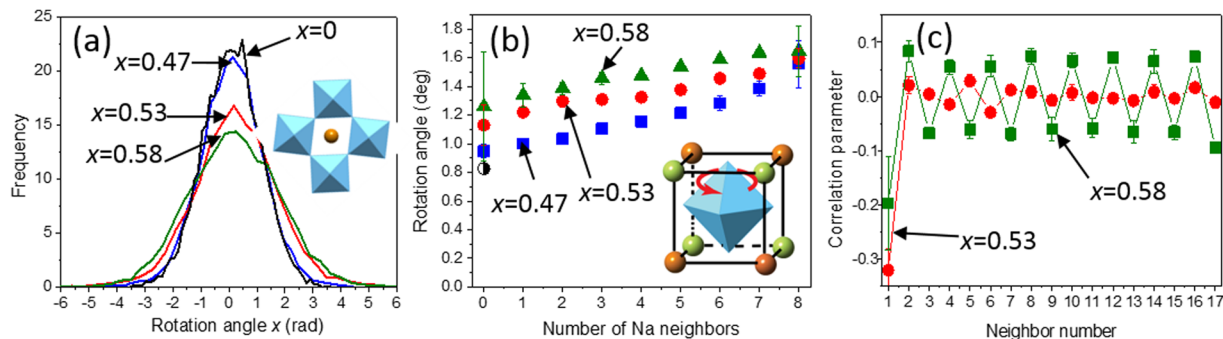 (a)
x=0
x=0.47
x=0.53
x=0.58
Frequency
25
20
15
10
5
0
-6 -5 -4 -3 -2 -1 0 1 2 3 4 5 6
Rotation angle x (rad)
(b)
x=0.58
x=0.53
x=0.47
Rotation angle (deg)
1.8
1.6
1.4
1.2
1.0
0.8
0.6
0.4
0.2
0.0
0 1 2 3 4 5 6 7 8
Number of Na neighbors
(c)
x=0.58
x=0.53
Correlation parameter
0.1
0.0
-0.1
-0.2
-0.3
1 2 3 4 5 6 7 8 9 10 11 12 13 14 15 16 17
Neighbor number